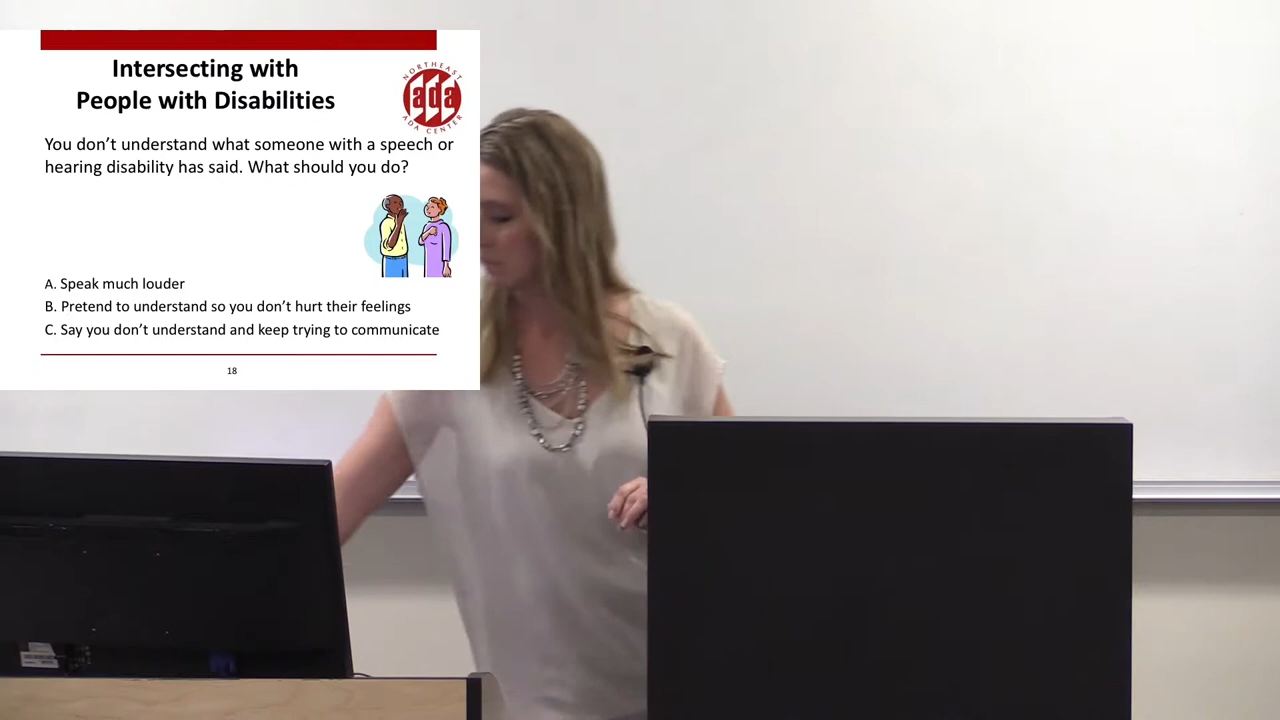 Intersecting with
People with Disabilities
NORTHEAST
ada
ADA CENTER
You don’t understand what someone with a speech or
hearing disability has said. What should you do?
A. Speak much louder
B. Pretend to understand so you don’t hurt their feelings
C. Say you don’t understand and keep trying to communicate
18